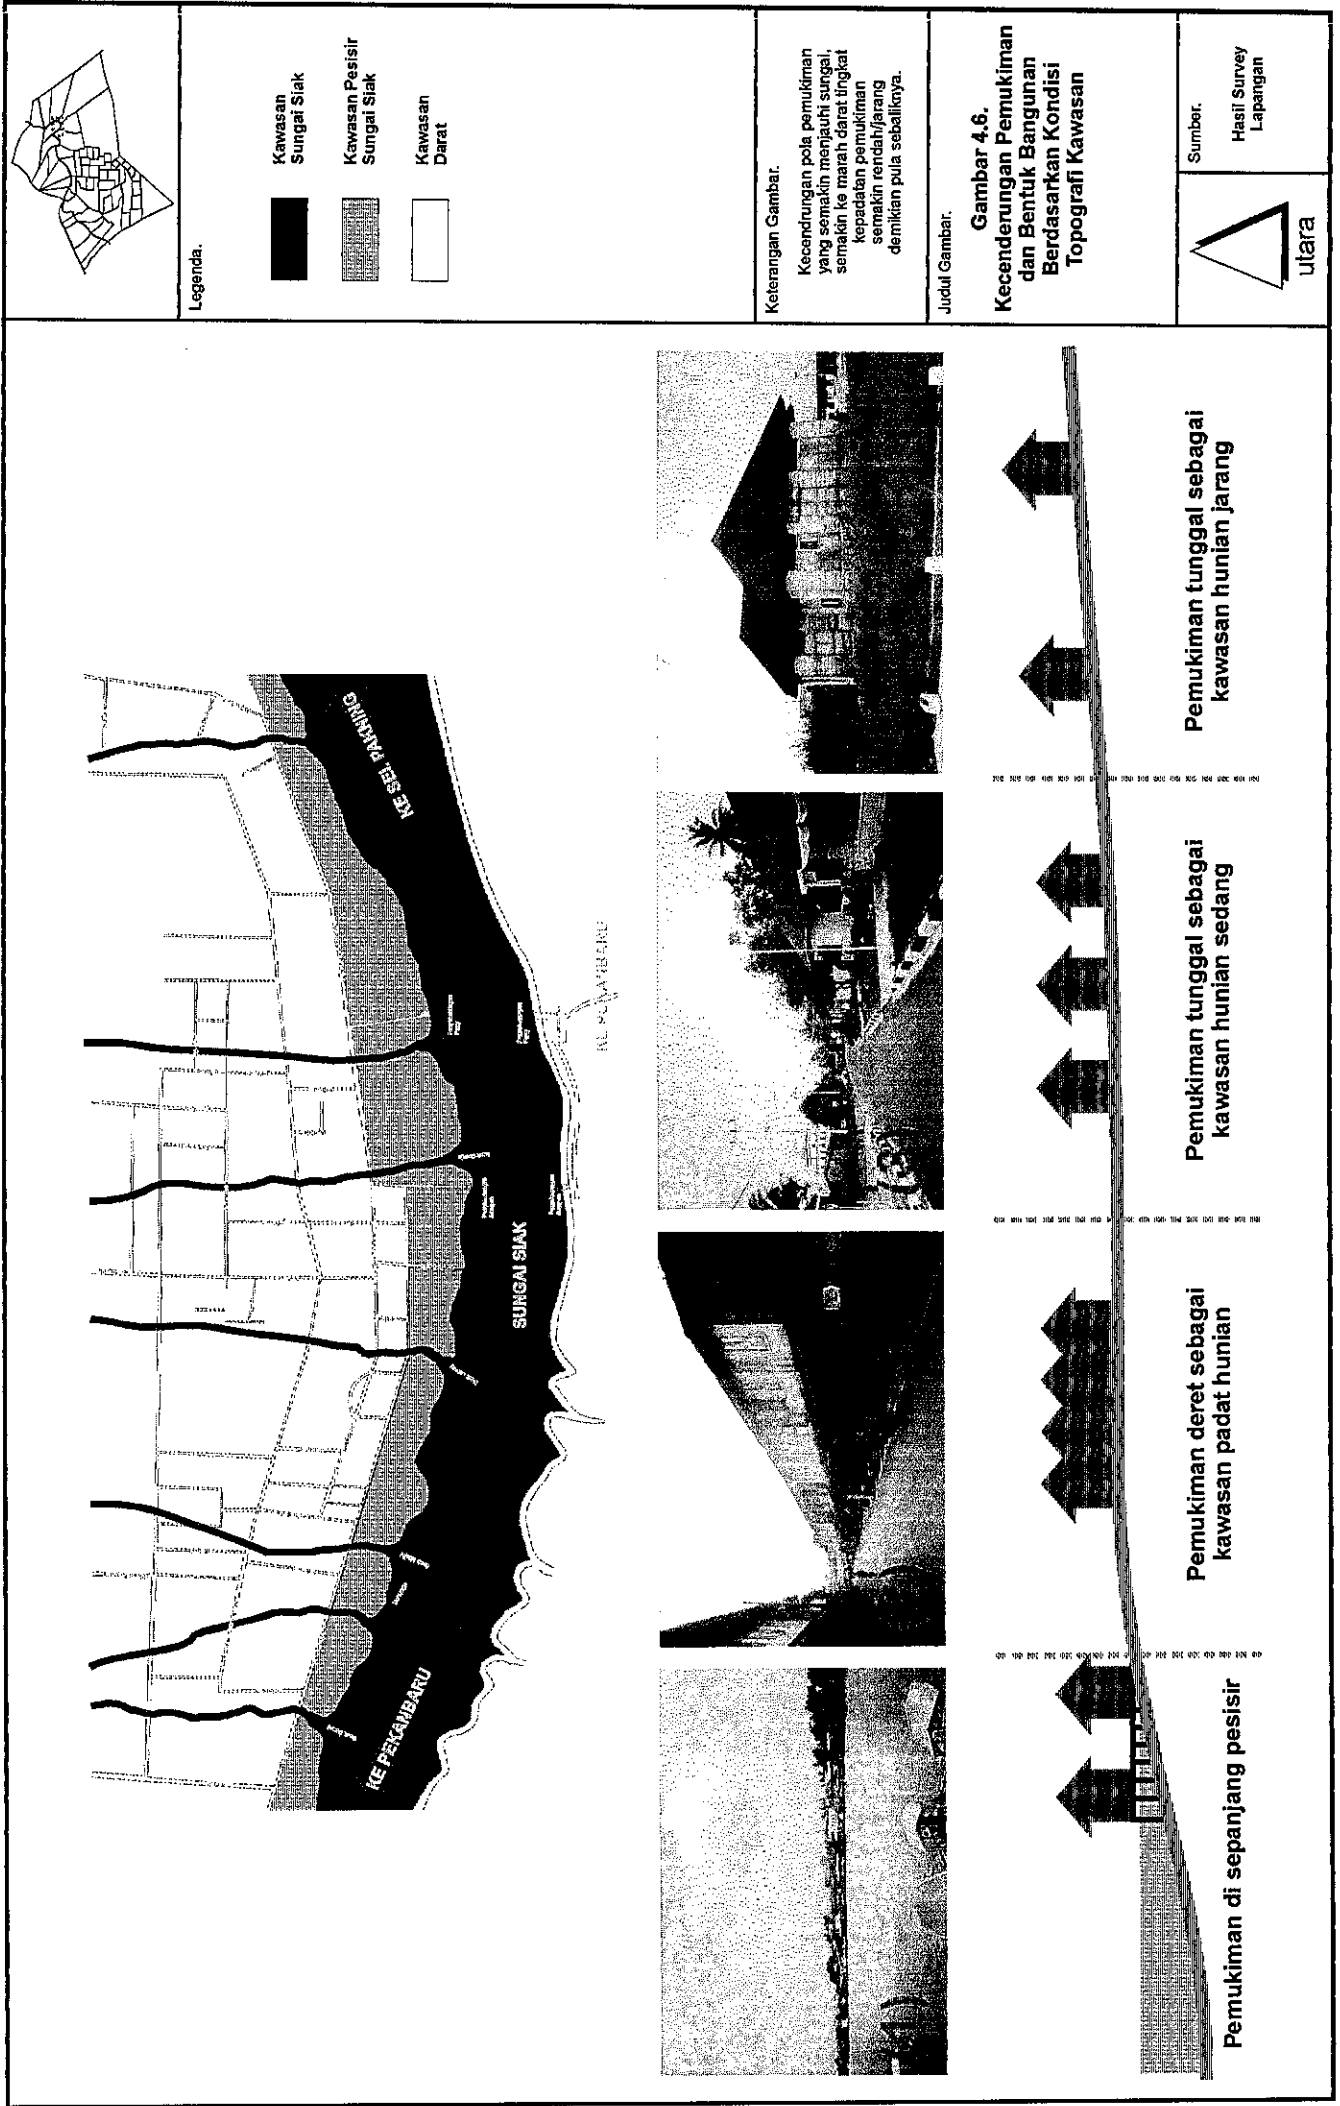 KE PEKANBARU
SUNGAI SIAK
KE SEI. PAKNING
KE PEKANBARU
Legenda.
Kawasan
Sungai Siak
Kawasan Pesisir
Sungai Siak
Kawasan
Darat
Keterangan Gambar.
Kecendrungan pola pemukiman
yang semakin menjauhi sungai,
semakin ke marah darat tingkat
kepadatan pemukiman
semakin rendah/jarang
demikian pula sebaliknya.
Judul Gambar.
Gambar 4.6.
Kecenderungan Pemukiman
dan Bentuk Bangunan
Berdasarkan Kondisi
Topografi Kawasan
utara
Sumber.
Hasil Survey
Lapangan
Pemukiman di sepanjang pesisir
Pemukiman deret sebagai
kawasan padat hunian
Pemukiman tunggal sebagai
kawasan hunian sedang
Pemukiman tunggal sebagai
kawasan hunian jarang